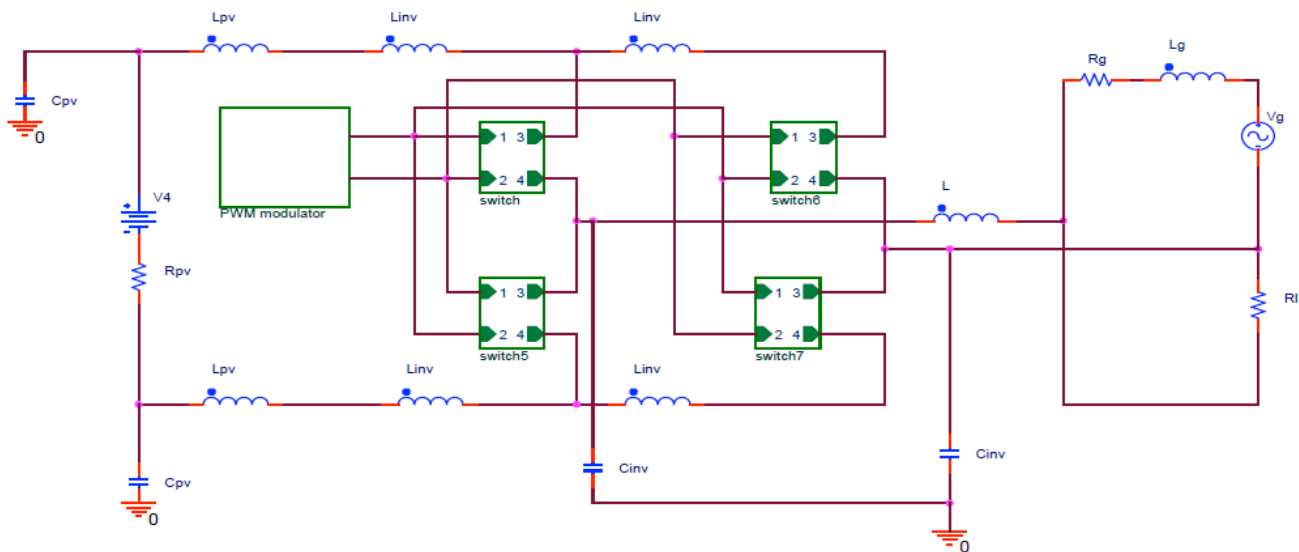 Lpv
Linv
Linv
Rg
Lg
Cpv
0
Vg
1 3
2 4
switch
1 3
2 4
switch6
PWM modulator
V4
L
Rpv
1 3
2 4
switch5
1 3
2 4
switch7
Rl
Lpv
Linv
Linv
Cpv
0
Cinv
Cinv
0